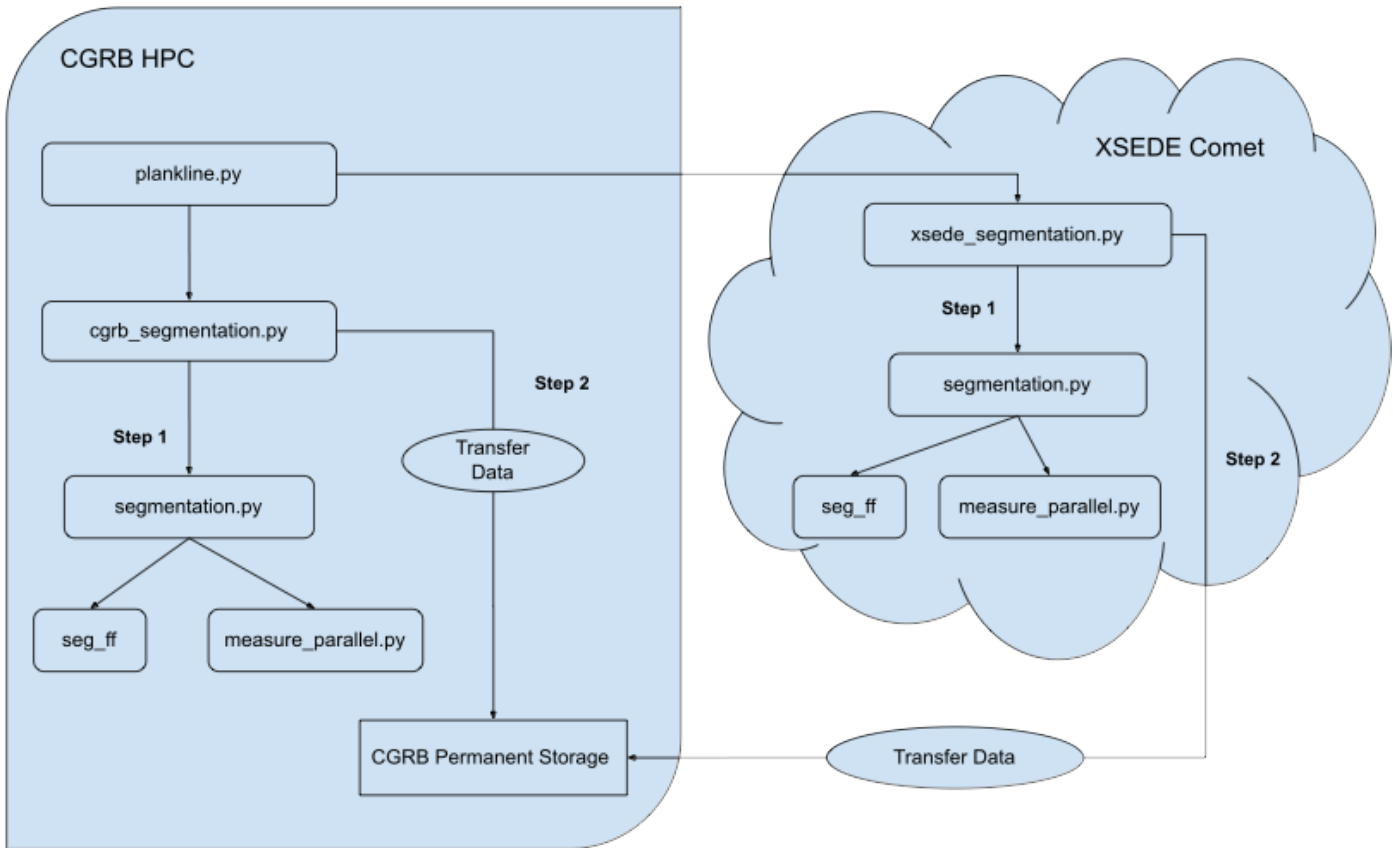 CGRB HPC
plankline.py
cgrb_segmentation.py
Step 1
Step 2
Transfer
Data
segmentation.py
seg_ff
measure_parallel.py
CGRB Permanent Storage
XSEDE Comet
xsede_segmentation.py
Step 1
segmentation.py
Step 2
seg_ff
measure_parallel.py
Transfer Data